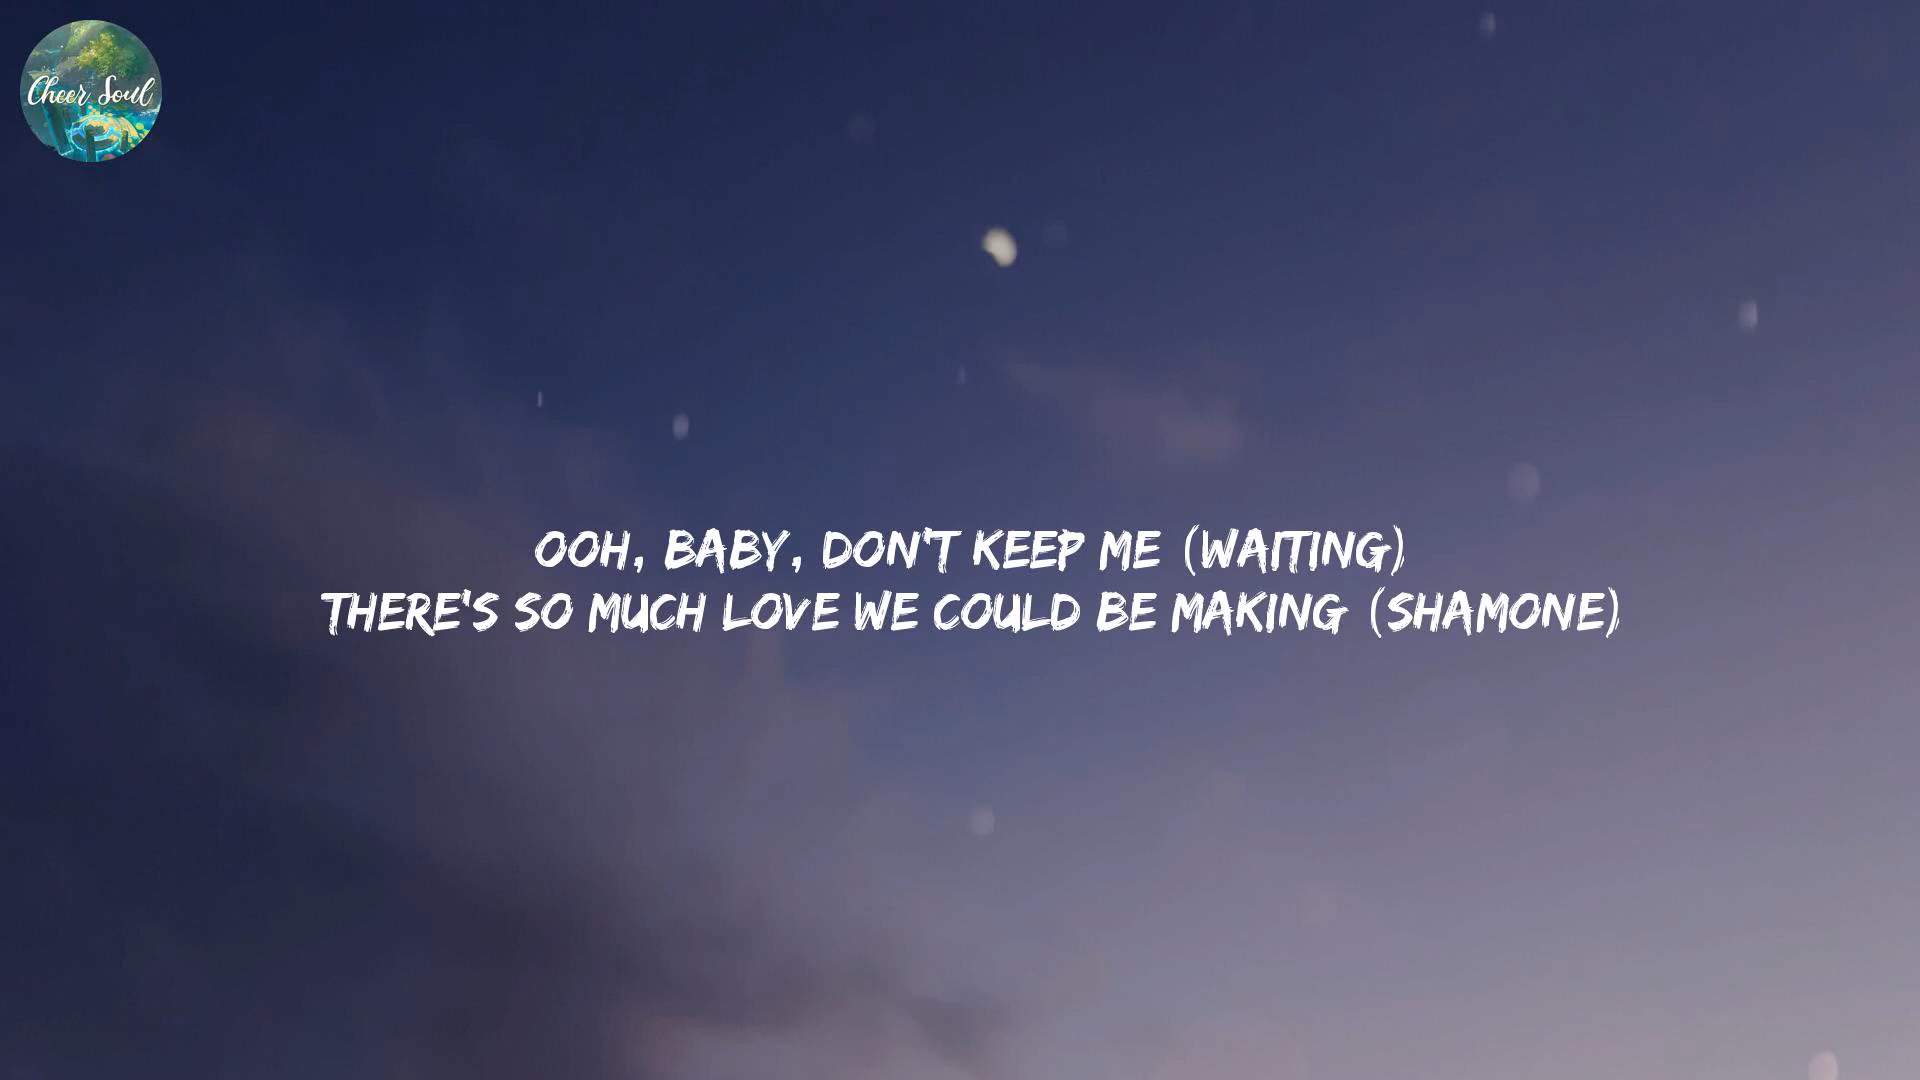 Cheer Soul
OOH, BABY, DON'T KEEP ME (WAITING)
THERE'S SO MUCH LOVE WE COULD BE MAKING (SHAMONE)